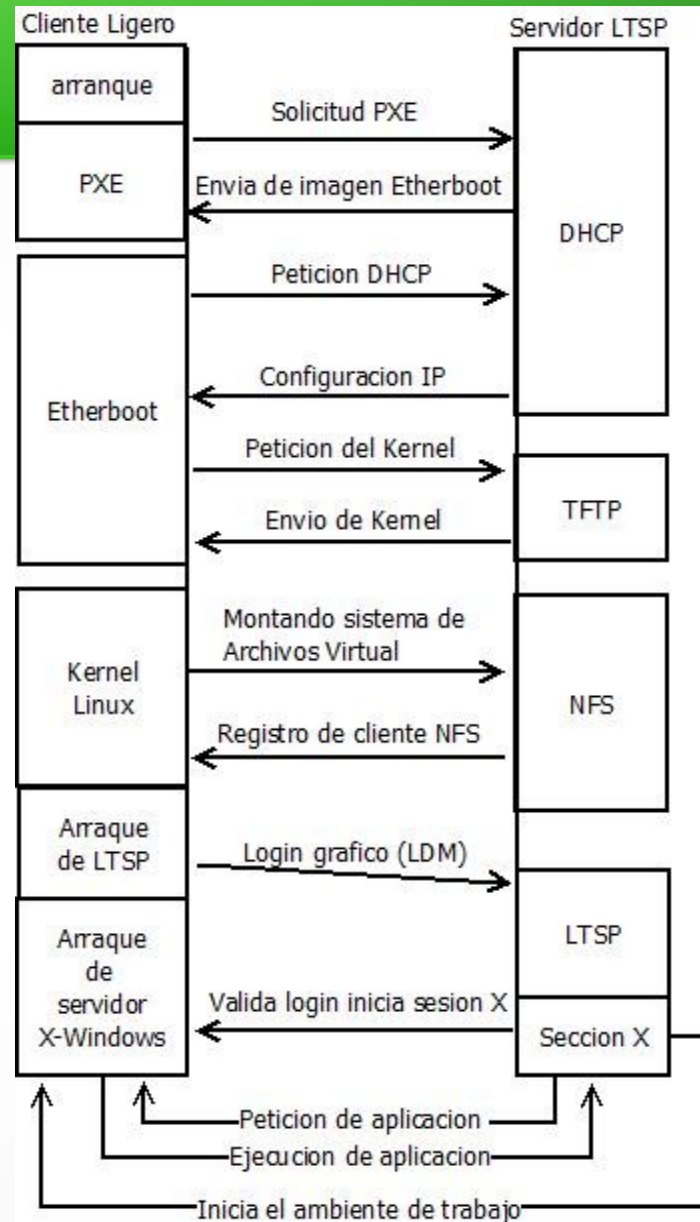 Cliente Ligero
Servidor LTSP
arranque
Solicitud PXE
PXE
Envia de imagen Etherboot
DHCP
Peticion DHCP
Configuracion IP
Etherboot
Peticion del Kernel
TFTP
Envio de Kernel
Montando sistema de
Archivos Virtual
Kernel
Linux
NFS
Registro de cliente NFS
Arraque
de LTSP
Login grafico (LDM)
LTSP
Arraque
de
servidor
X-Windows
Valida login inicia sesion X
Seccion X
Peticion de aplicacion
Ejecucion de aplicacion
Inicia el ambiente de trabajo